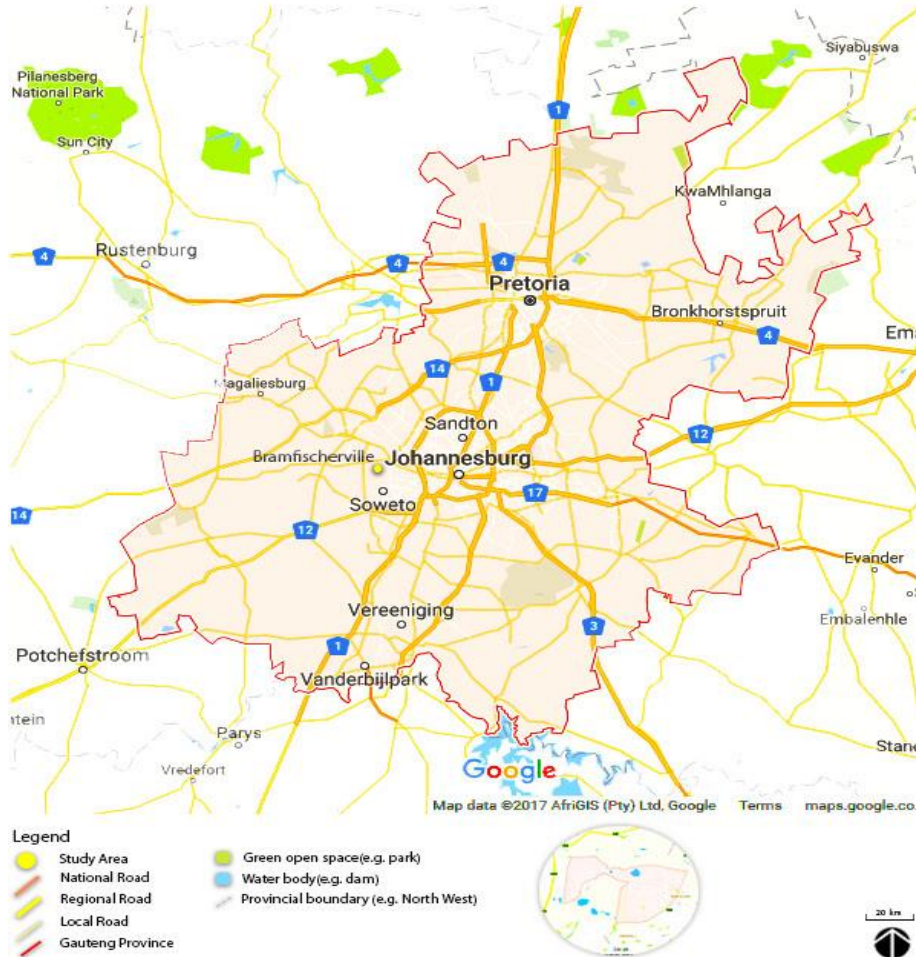 Siyabuswa
Pilanesberg
National Park
1
Sun City
KwaMhlanga
4
Rustenburg
4
4
Pretoria
Bronkhorstspruit
4
Ema
14
1
Magaliesburg
Sandton
12
Bramfischerville
Johannesburg
Soweto
17
14
12
Evander
Vereeniging
Embalenhle
3
1
Potchefstroom
Vanderbijlpark
ntein
Parys
Stand
Vredefort
Google
Map data ©2017 AfriGIS (Pty) Ltd, Google Terms maps.google.co
Legend
Study Area
National Road
Regional Road
Local Road
Gauteng Province
Green open space(e.g. park)
Water body(e.g. dam)
Provincial boundary (e.g. North West)
20 km